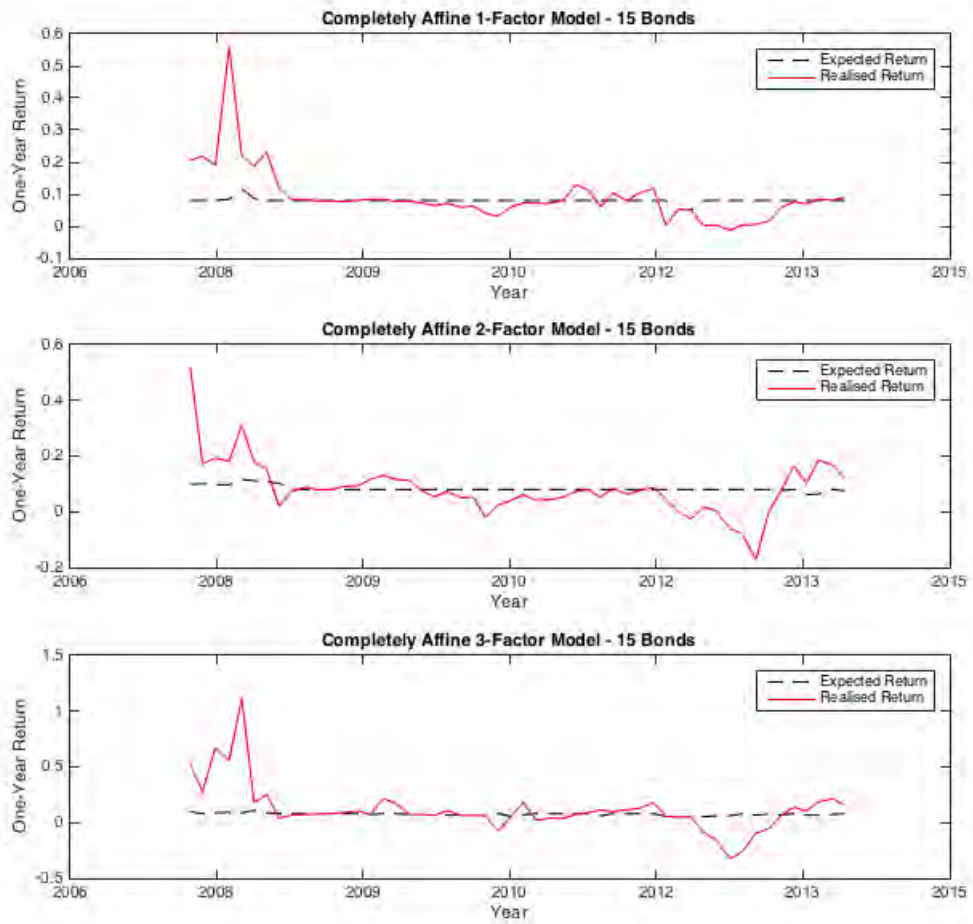 Completely Affine 1-Factor Model - 15 Bonds
0.6
0.5
0.4
0.3
0.2
0.1
0
-0.1
One-Year Return
Expected Return
Realised Return
2006 2008 2009 2010 2012 2013 2015
Year
Completely Affine 2-Factor Model - 15 Bonds
0.6
0.4
0.2
0
-0.2
One-Year Return
Expected Return
Realised Return
2006 2008 2009 2010 2012 2013 2015
Year
Completely Affine 3-Factor Model - 15 Bonds
1.5
1
0.5
0
-0.5
One-Year Return
Expected Return
Realised Return
2006 2008 2009 2010 2012 2013 2015
Year